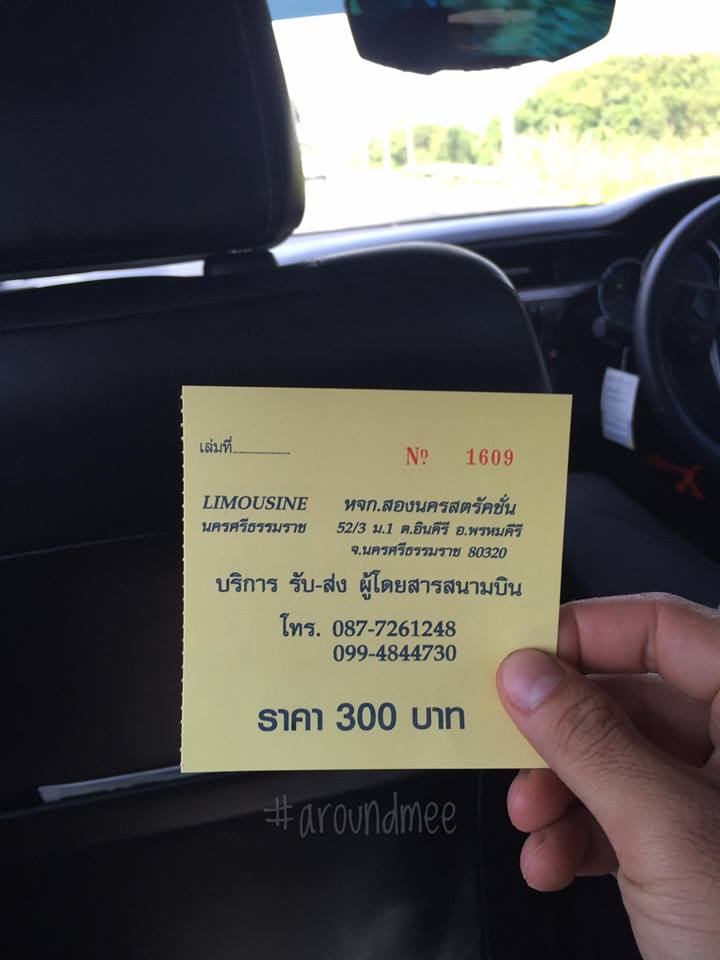 เล่มที่........................ Nº 1609
LIMOUSINE หจก.สองนครสตรัคชั่น
นครศรีธรรมราช 52/3 ม.1 ต.อินคีรี อ.พรหมคีรี
จ.นครศรีธรรมราช 80320
บริการ รับ-ส่ง ผู้โดยสารสนามบิน
โทร. 087-7261248
099-4844730
ราคา 300 บาท
#aroundmee